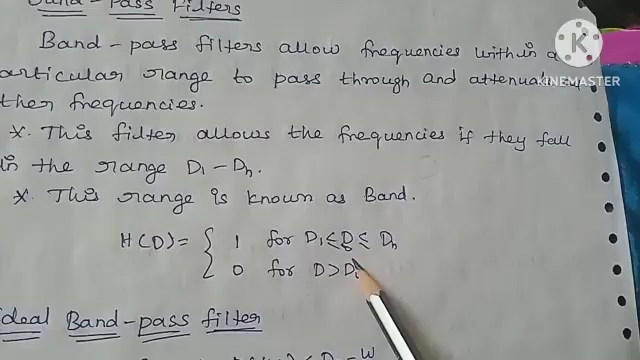 Band-pass Filters
Band-pass filters allow frequencies within a
particular range to pass through and attenuate
other frequencies.
* This filter allows the frequencies if they fall
in the range D1 - Dh.
* This range is known as Band.
H(D) = { 1 for D1 ≤ D ≤ Dh
0 for D > D
ideal Band-pass filter
KINEMASTER